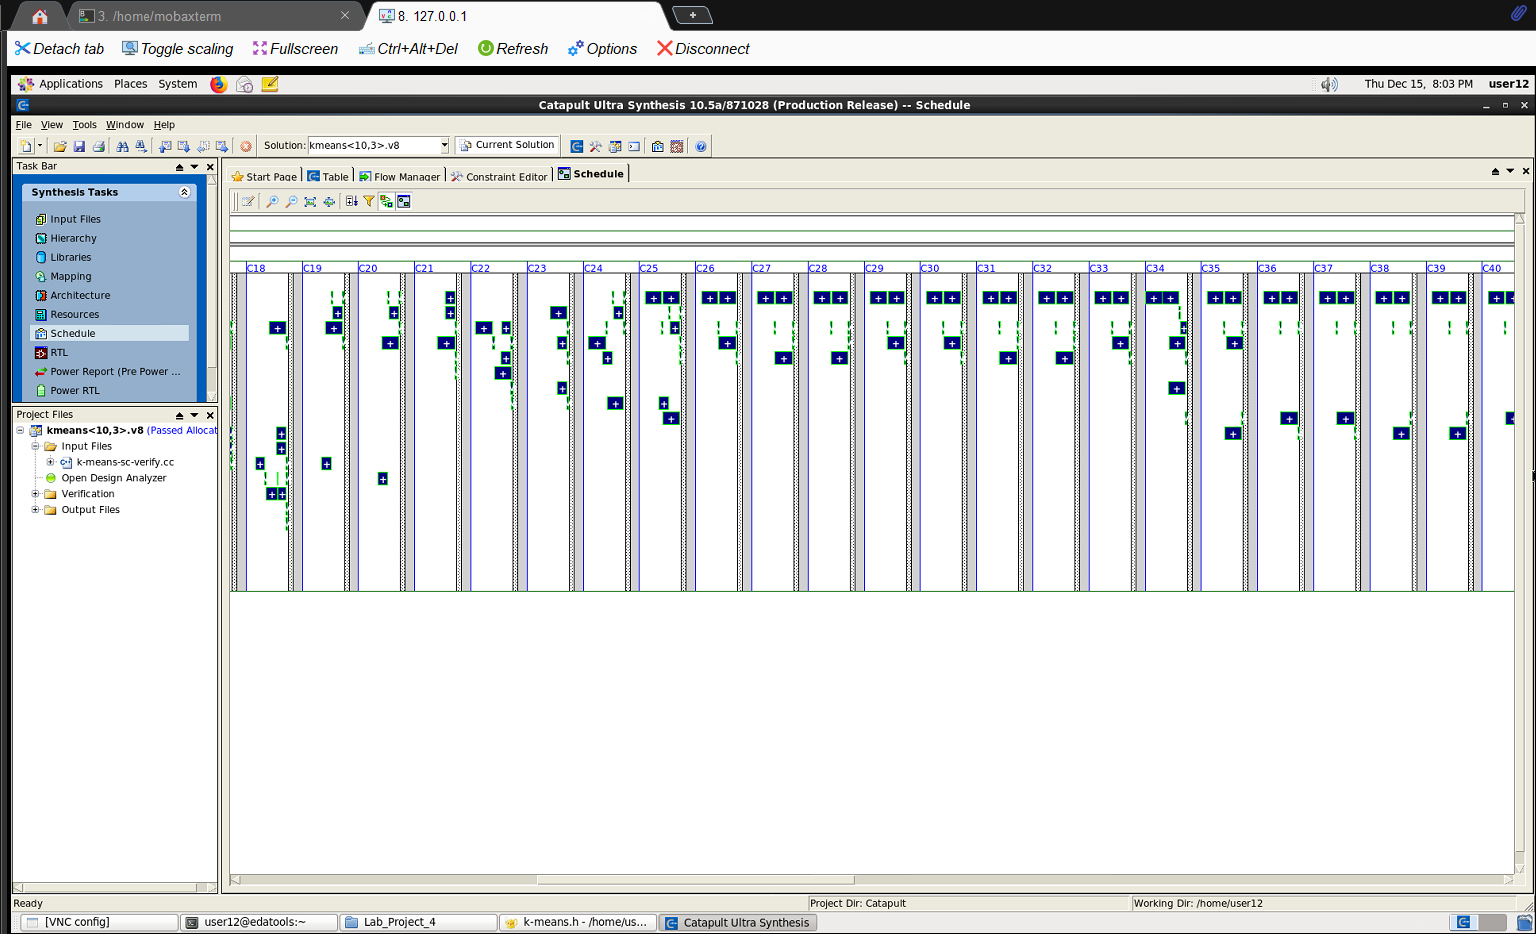 3. /home/mobaxterm
8. 127.0.0.1
Detach tab Toggle scaling Fullscreen Ctrl+Alt+Del Refresh Options Disconnect
Applications Places System Thu Dec 15, 8:03 PM user12
Catapult Ultra Synthesis 10.5a/871028 (Production Release) -- Schedule
File View Tools Window Help
Solution: kmeans<10,3>.v8 Current Solution
Task Bar
Start Page Table Flow Manager Constraint Editor Schedule
Synthesis Tasks
Input Files
Hierarchy
Libraries
Mapping
Architecture
Resources
Schedule
RTL
Power Report (Pre Power ...
Power RTL
C18 C19 C20 C21 C22 C23 C24 C25 C26 C27 C28 C29 C30 C31 C32 C33 C34 C35 C36 C37 C38 C39 C40
Project Files
kmeans<10,3>.v8 (Passed Allocat
Input Files
k-means-sc-verify.cc
Open Design Analyzer
Verification
Output Files
Ready Project Dir: Catapult Working Dir: /home/user12
[VNC config] user12@edatools:~ Lab_Project_4 k-means.h - /home/us... Catapult Ultra Synthesis